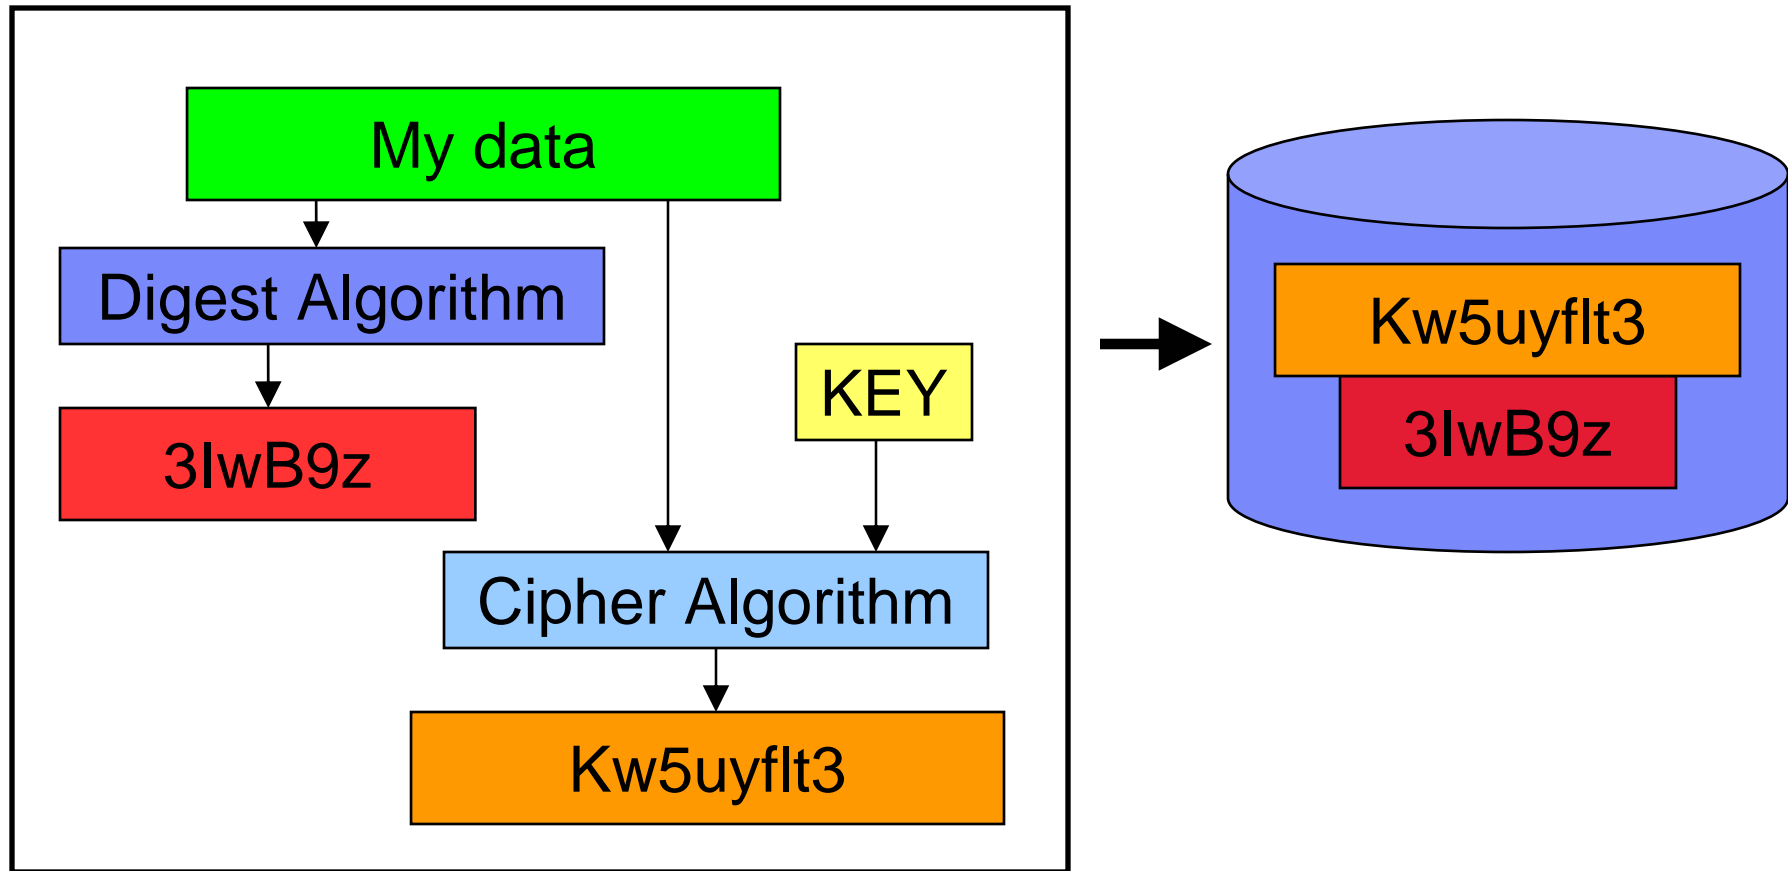 My data
Digest Algorithm
3IwB9z
KEY
Cipher Algorithm
Kw5uyflt3
Kw5uyflt3
3IwB9z